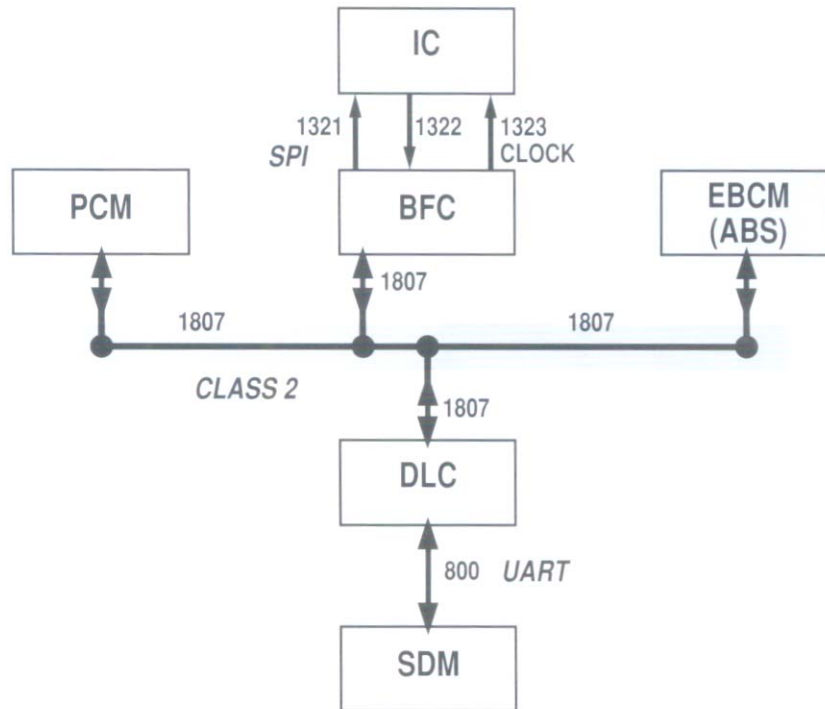 IC
1321
1322
1323
SPI
CLOCK
PCM
BFC
EBCM
(ABS)
1807
1807
1807
CLASS 2
1807
DLC
800 UART
SDM